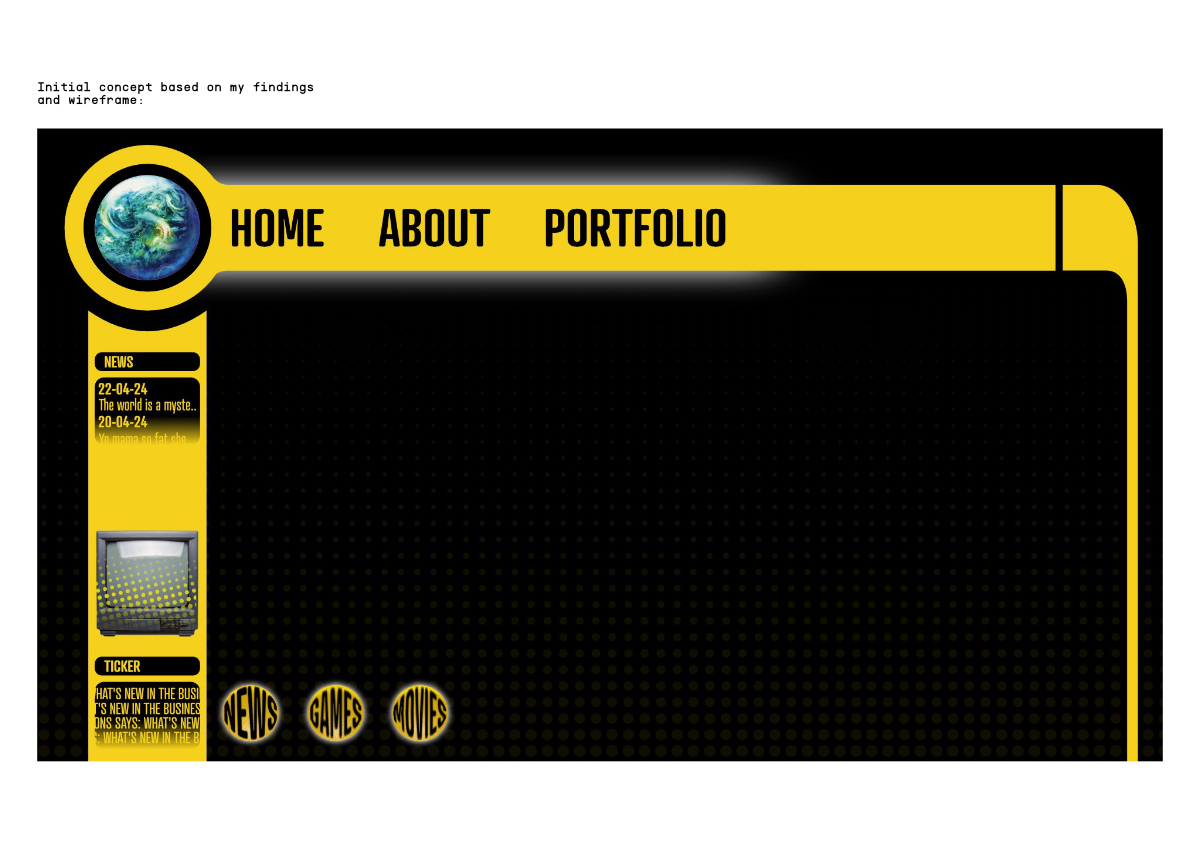 Initial concept based on my findings
and wireframe:
HOME ABOUT PORTFOLIO
NEWS
22-04-24
The world is a myste..
20-04-24
Yo mama so fat she
TICKER
HAT'S NEW IN THE BUSI
T'S NEW IN THE BUSINES
ONS SAYS: WHAT'S NEW
: WHAT'S NEW IN THE B
NEWS GAMES MOVIES